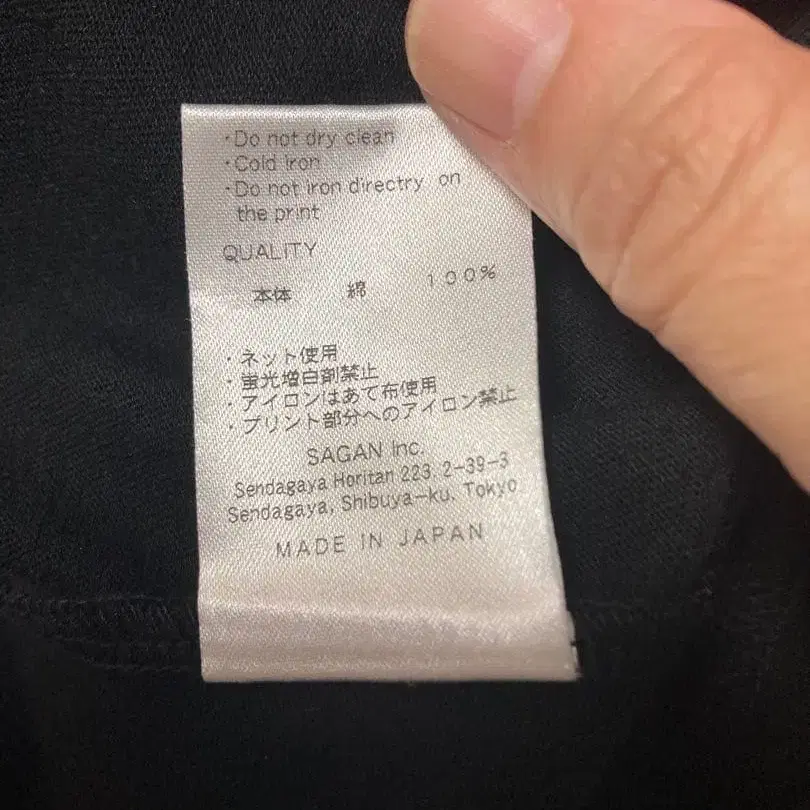 ・Do not dry clean
・Cold iron
・Do not iron directry on
the print
QUALITY
本体 綿 100%
・ネット使用
・蛍光増白剤禁止
・アイロンはあて布使用
・プリント部分へのアイロン禁止
SAGAN Inc.
Sendagaya Horitan 223 2-39-3
Sendagaya, Shibuya-ku, Tokyo
MADE IN JAPAN